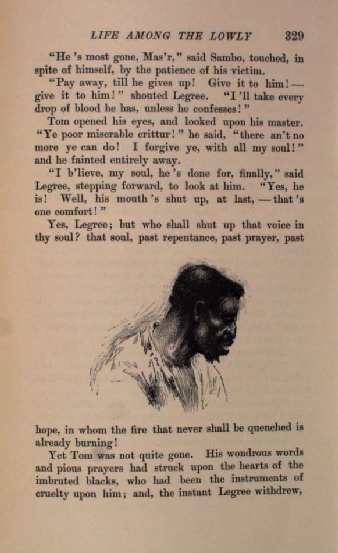 LIFE AMONG THE LOWLY 329
"He 's most gone, Mas'r," said Sambo, touched, in
spite of himself, by the patience of his victim.
"Pay away, till he gives up! Give it to him! —
give it to him!" shouted Legree. "I 'll take every
drop of blood he has, unless he confesses!"
Tom opened his eyes, and looked upon his master.
"Ye poor miserable crittur!" he said, "there an't no
more ye can do! I forgive ye, with all my soul!"
and he fainted entirely away.
"I b'lieve, my soul, he 's done for, finally," said
Legree, stepping forward, to look at him. "Yes, he
is! Well, his mouth 's shut up, at last, — that 's
one comfort!"
Yes, Legree; but who shall shut up that voice in
thy soul? that soul, past repentance, past prayer, past
hope, in whom the fire that never shall be quenched is
already burning!
Yet Tom was not quite gone. His wondrous words
and pious prayers had struck upon the hearts of the
imbruted blacks, who had been the instruments of
cruelty upon him; and, the instant Legree withdrew,